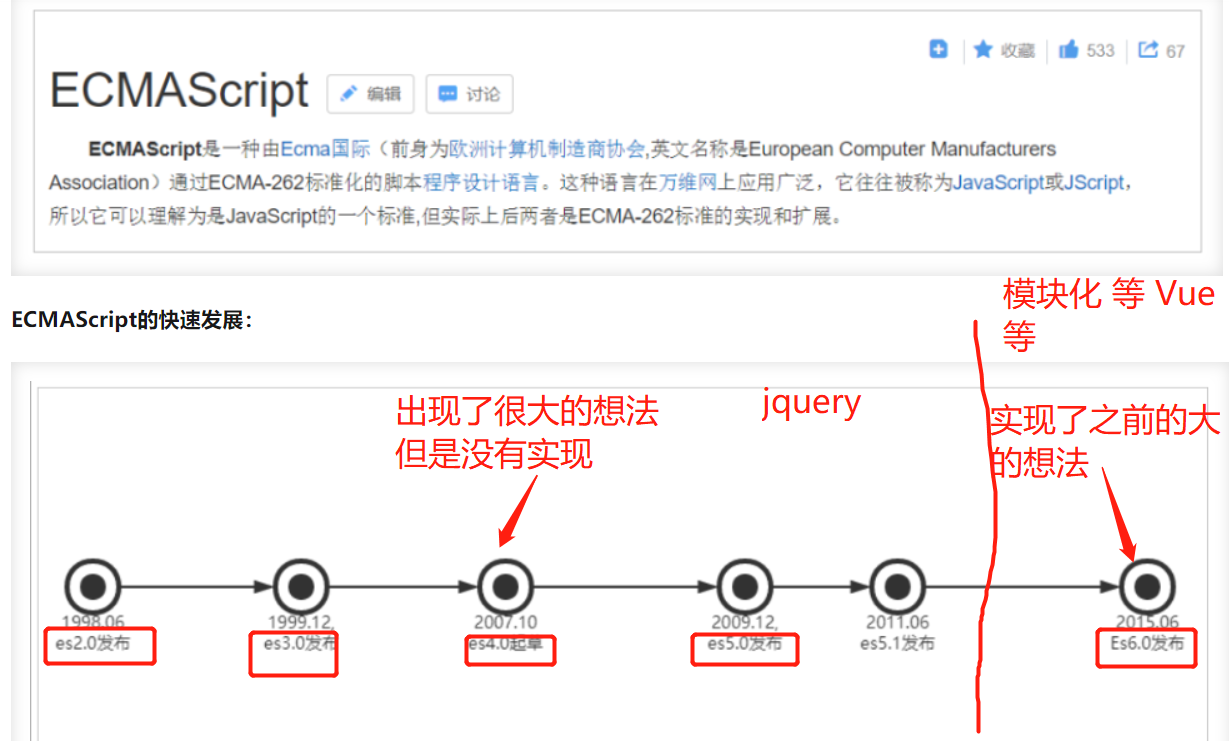 收藏 533 67
ECMAScript 编辑 讨论
ECMAScript是一种由Ecma国际（前身为欧洲计算机制造商协会,英文名称是European Computer Manufacturers
Association）通过ECMA-262标准化的脚本程序设计语言。这种语言在万维网上应用广泛，它往往被称为JavaScript或JScript，
所以它可以理解为是JavaScript的一个标准,但实际上后两者是ECMA-262标准的实现和扩展。
模块化 等 Vue
等
ECMAScript的快速发展：
出现了很大的想法
但是没有实现
jquery
实现了之前的大
的想法
1998.06
es2.0发布
1999.12,
es3.0发布
2007.10
es4.0起草
2009.12,
es5.0发布
2011.06
es5.1发布
2015.06
Es6.0发布